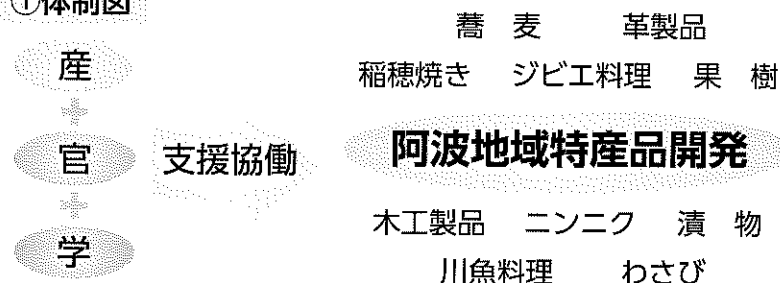 ①体制図
産
+
官
+
学
支援協働
蕎 麦 革製品
稲穂焼き ジビエ料理 果 樹
阿波地域特産品開発
木工製品 ニンニク 漬 物
川魚料理 わさび